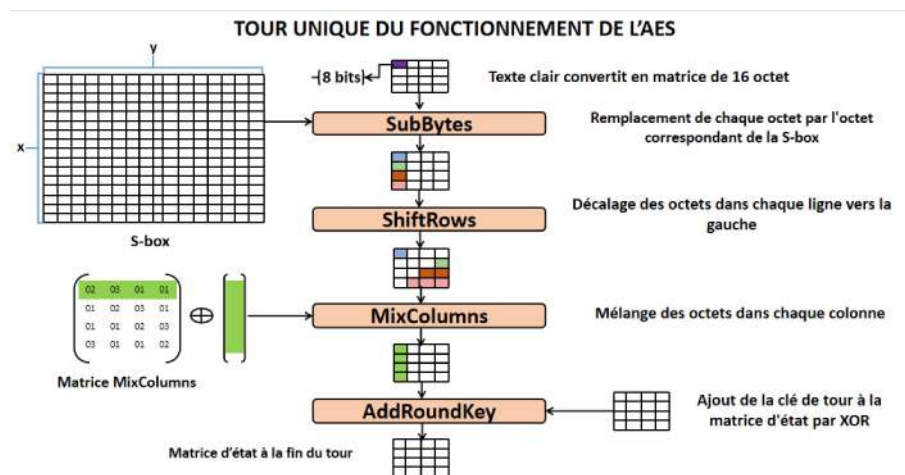 TOUR UNIQUE DU FONCTIONNEMENT DE L'AES
y
{8 bits}
Texte clair convertit en matrice de 16 octet
SubBytes
Remplacement de chaque octet par l'octet
correspondant de la S-box
x
S-box
ShiftRows
Décalage des octets dans chaque ligne vers la
gauche
02 03 01 01
01 02 03 01
01 01 02 03
03 01 01 02
Matrice MixColumns
MixColumns
Mélange des octets dans chaque colonne
AddRoundKey
Ajout de la clé de tour à la
matrice d'état par XOR
Matrice d'état à la fin du tour